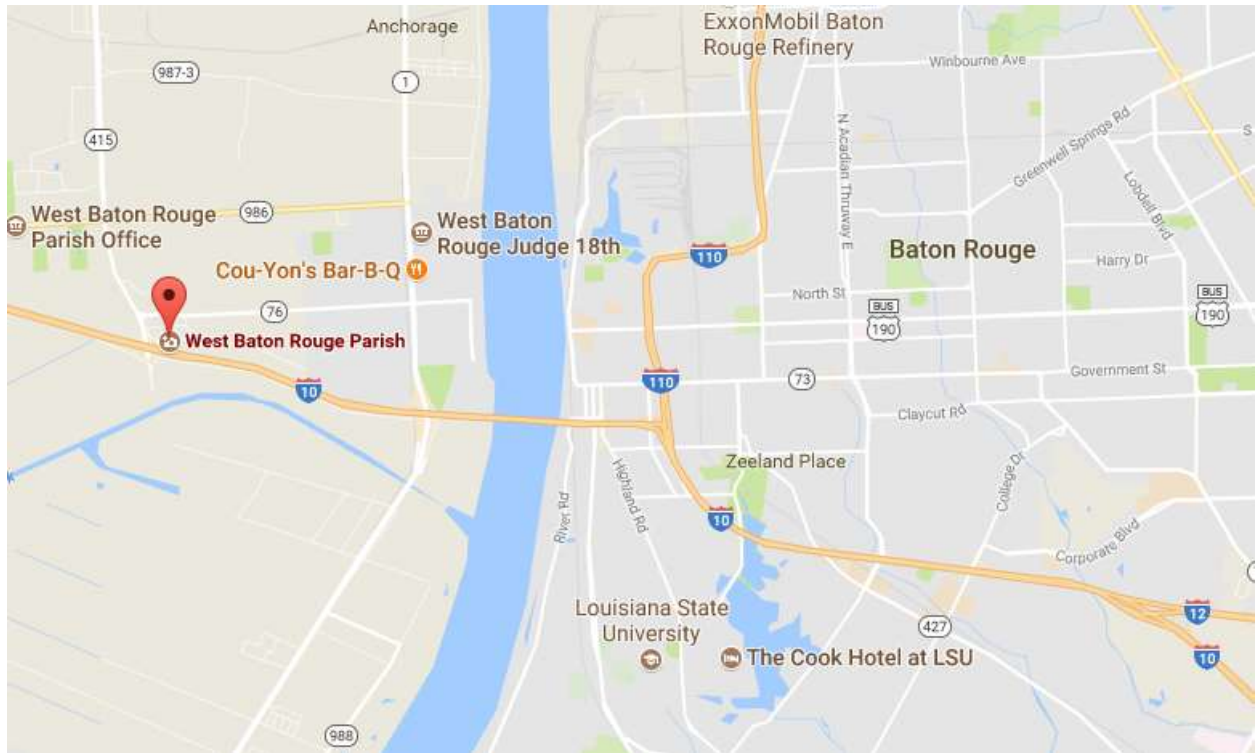 ExxonMobil Baton
Rouge Refinery
Anchorage
Winbourne Ave
987-3
1
N Acadian Thruway E
Greenwell Springs Rd
415
Lobdell Blvd
S
986
West Baton Rouge
Parish Office
West Baton
Rouge Judge 18th
110
Baton Rouge
Harry Dr
Cou-Yon's Bar-B-Q
North St
BUS
190
BUS
190
76
West Baton Rouge Parish
10
110
73
Government St
Claycut Rd
Zeeland Place
College Dr
River Rd
Highland Rd
10
Corporate Blvd
Louisiana State
University
12
427
The Cook Hotel at LSU
10
988